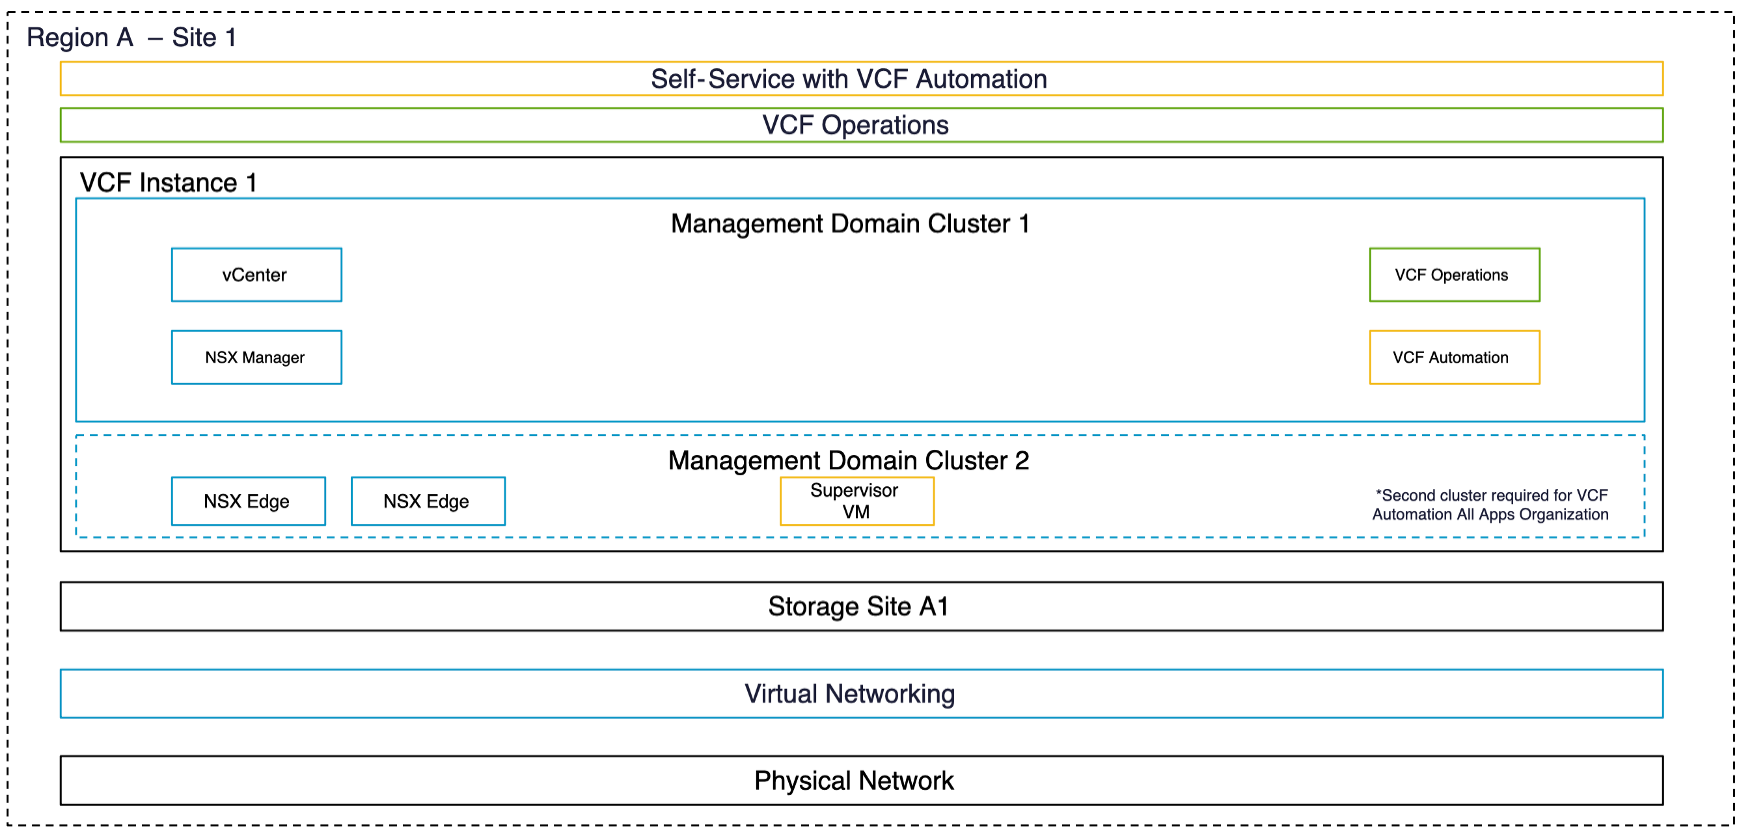 Region A – Site 1
Self-Service with VCF Automation
VCF Operations
VCF Instance 1
Management Domain Cluster 1
vCenter
VCF Operations
NSX Manager
VCF Automation
Management Domain Cluster 2
NSX Edge
NSX Edge
Supervisor
VM
*Second cluster required for VCF
Automation All Apps Organization
Storage Site A1
Virtual Networking
Physical Network